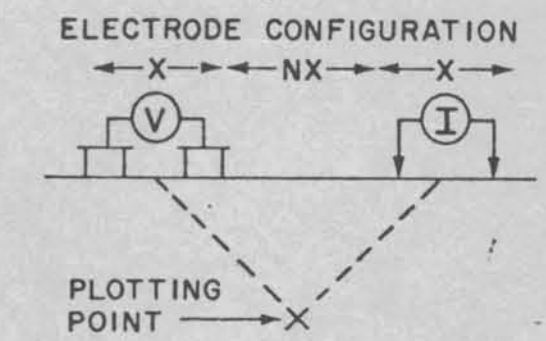 ELECTRODE CONFIGURATION
X NX X
V I
PLOTTING
POINT